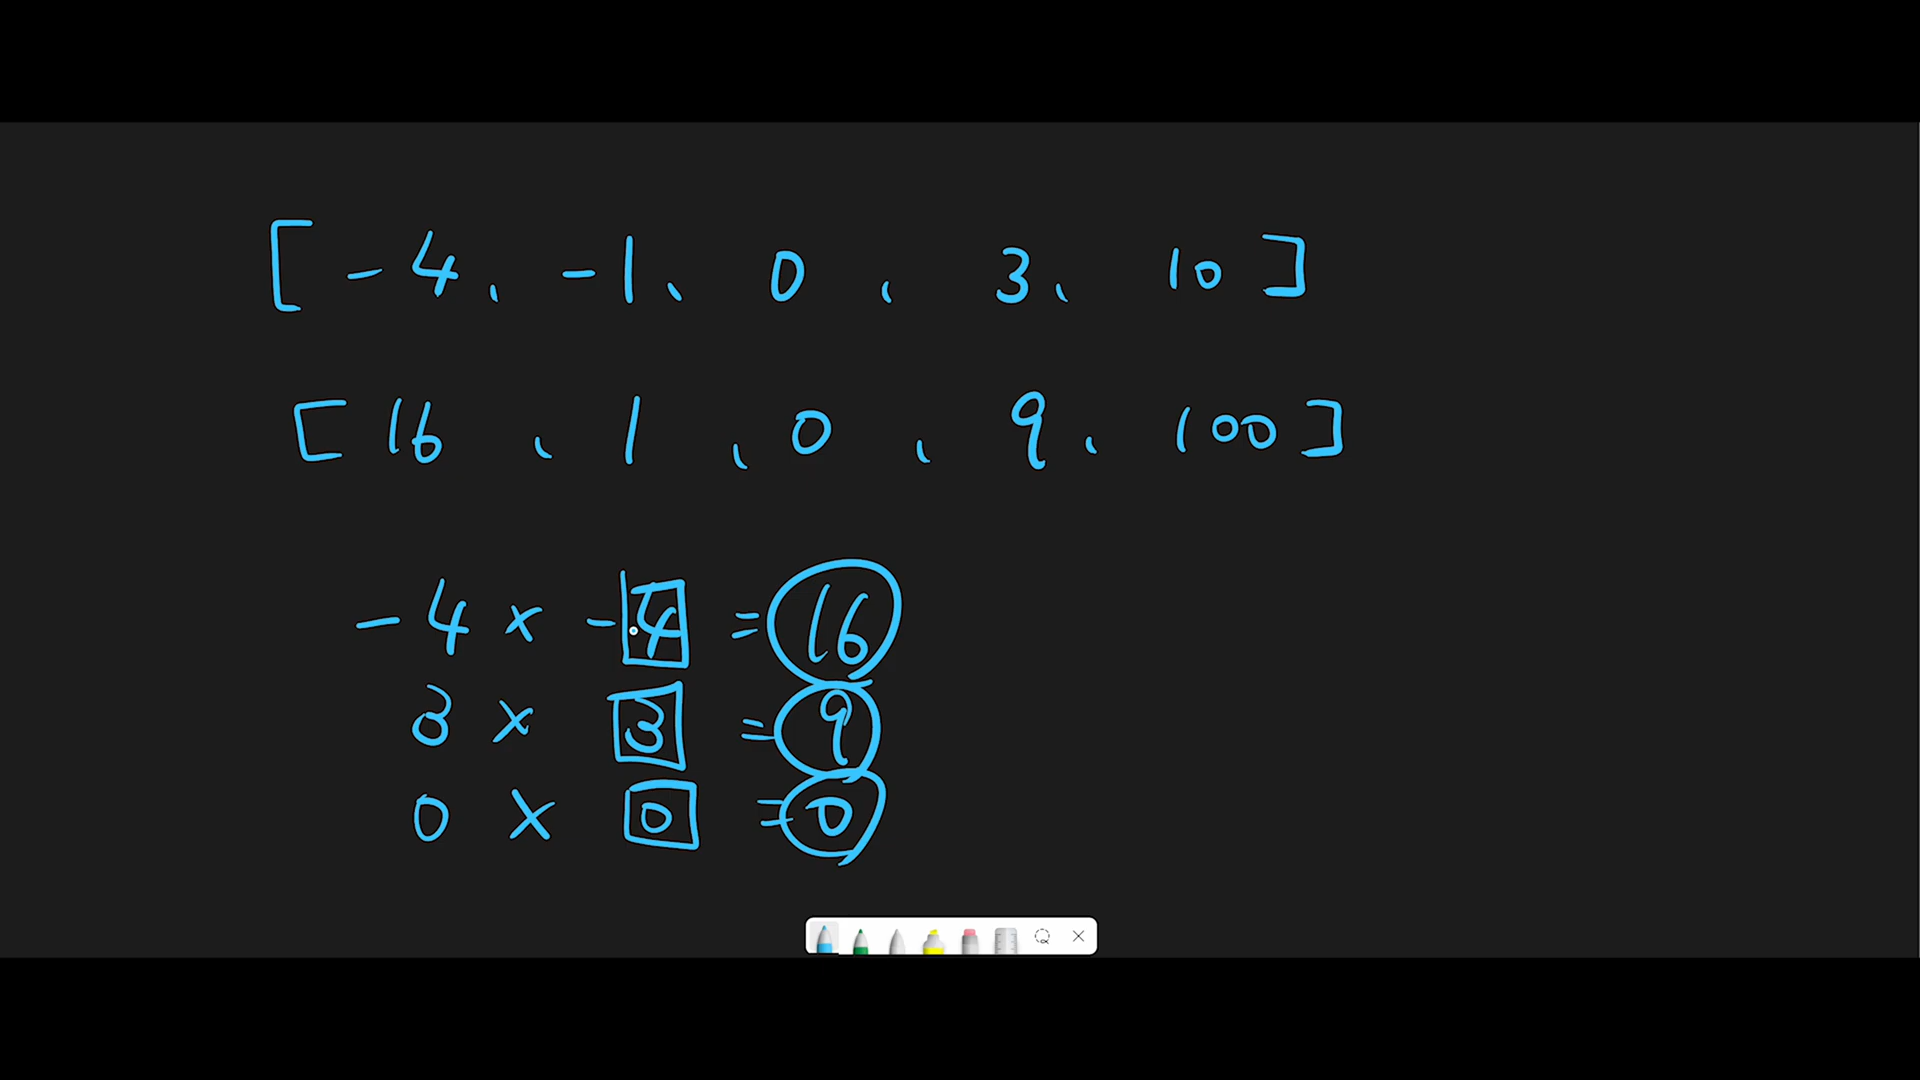 [ -4、 -1、 0 、 3、 10 ]
[ 16 、 1 、 0 、 9 、 100 ]
-4 × -4 = 16
3 × 3 = 9
0 × 0 = 0